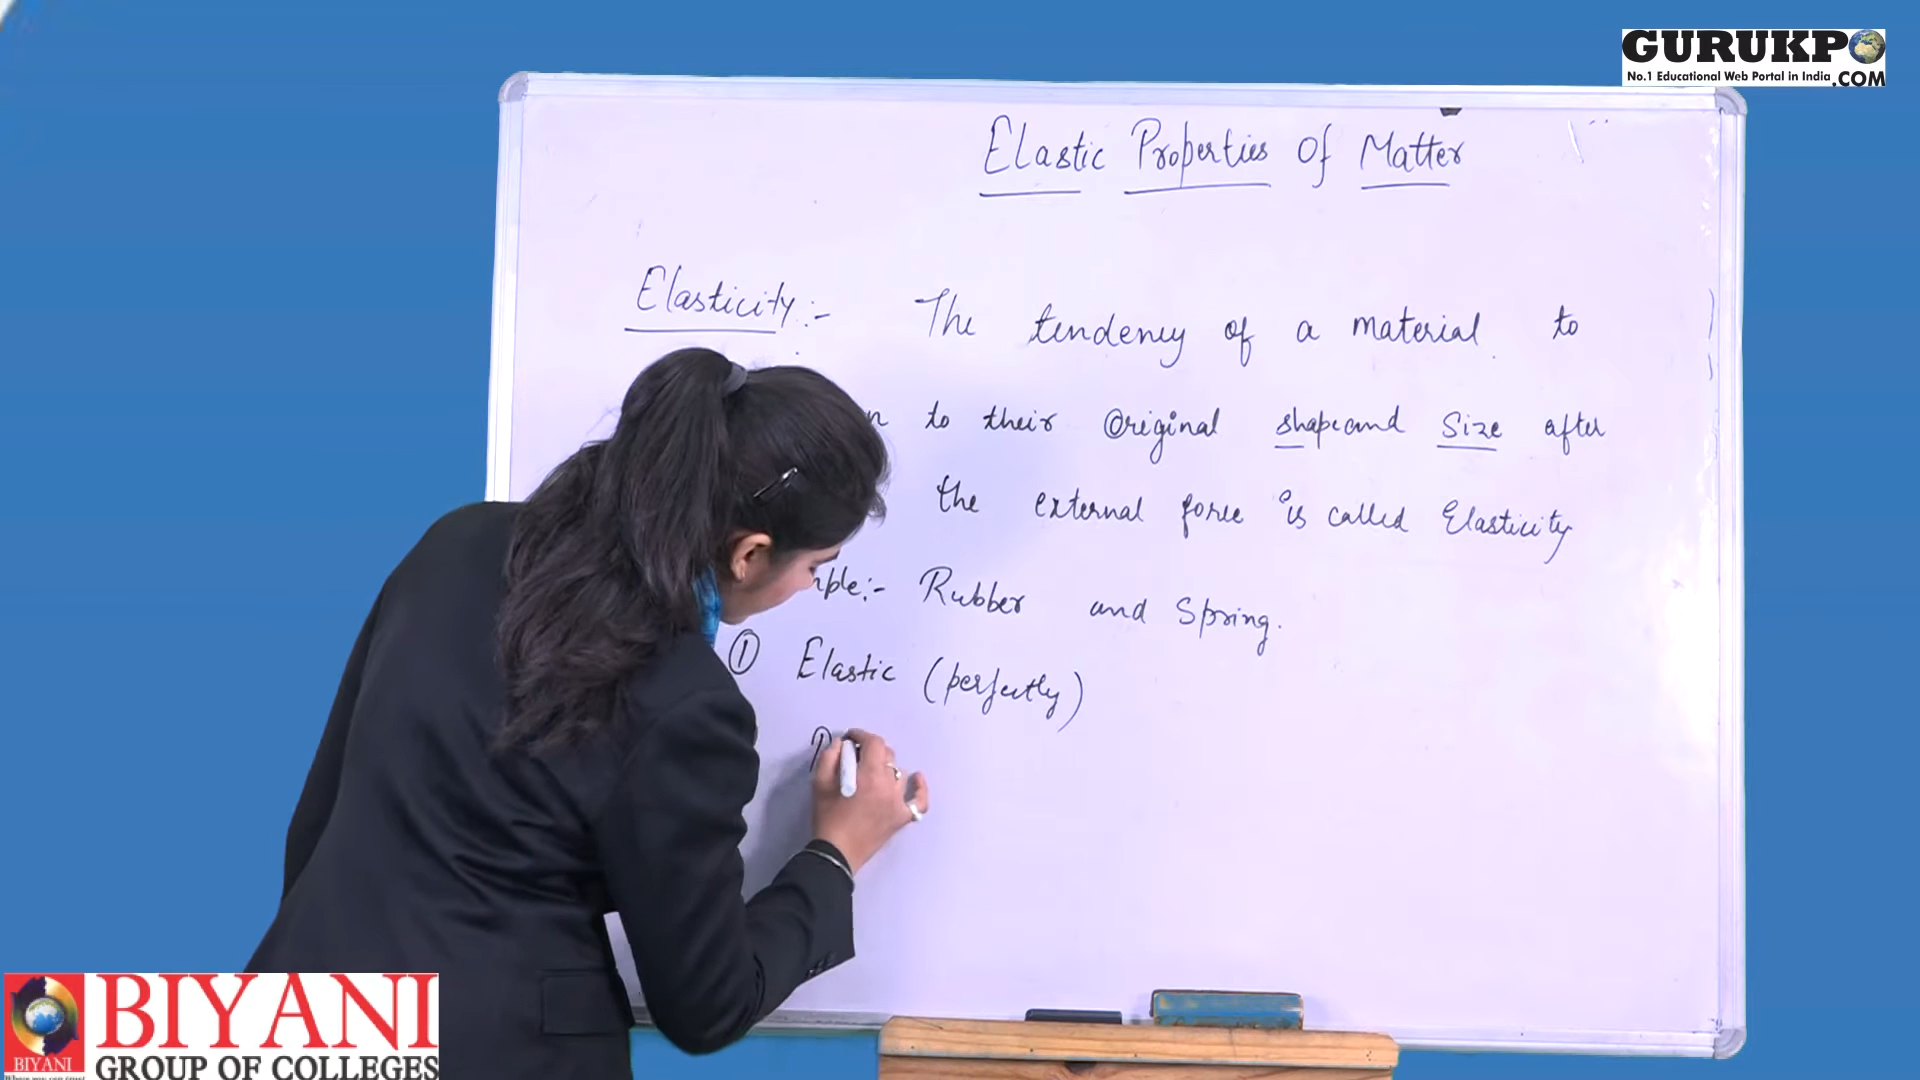 GURUKPO
No.1 Educational Web Portal in India .COM
Elastic Properties Of Matter
Elasticity:- The tendency of a material to
to their Original shape and Size after
the external force is called Elasticity
mple:- Rubber and Spring.
① Elastic (perfectly)
BIYANI
BIYANI
GROUP OF COLLEGES